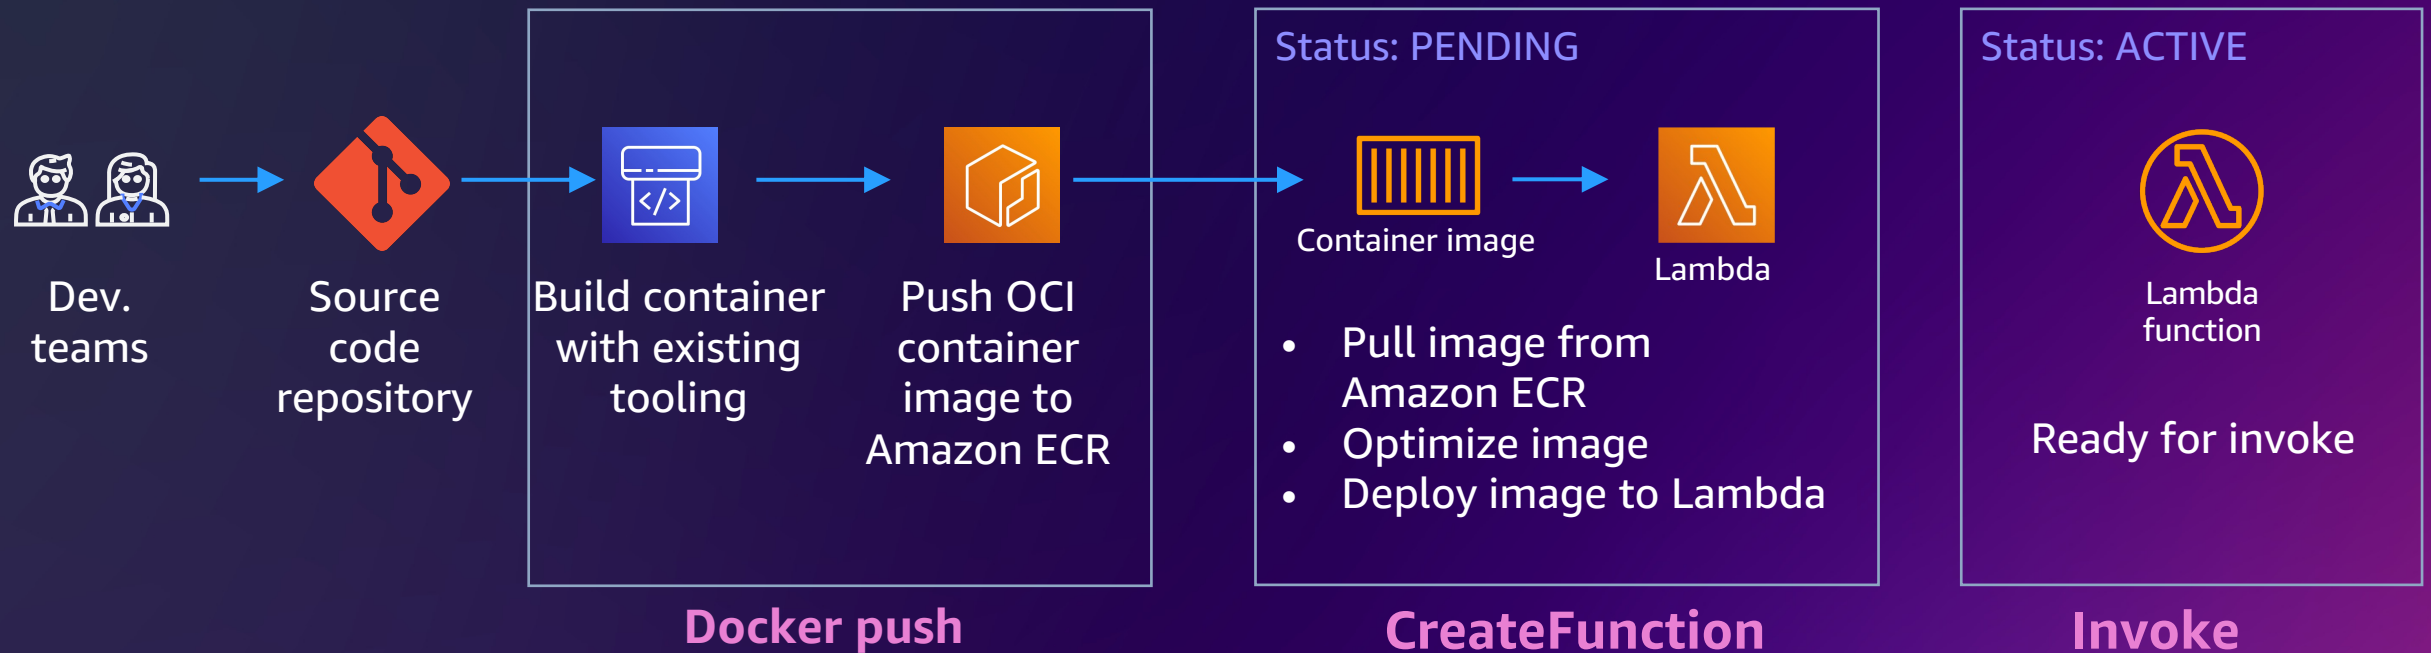 Dev.
teams
Source
code
repository
Build container
with existing
tooling
</>
Push OCI
container
image to
Amazon ECR
Docker push
Status: PENDING
Container image
Lambda
• Pull image from
Amazon ECR
• Optimize image
• Deploy image to Lambda
CreateFunction
Status: ACTIVE
Lambda
function
Ready for invoke
Invoke